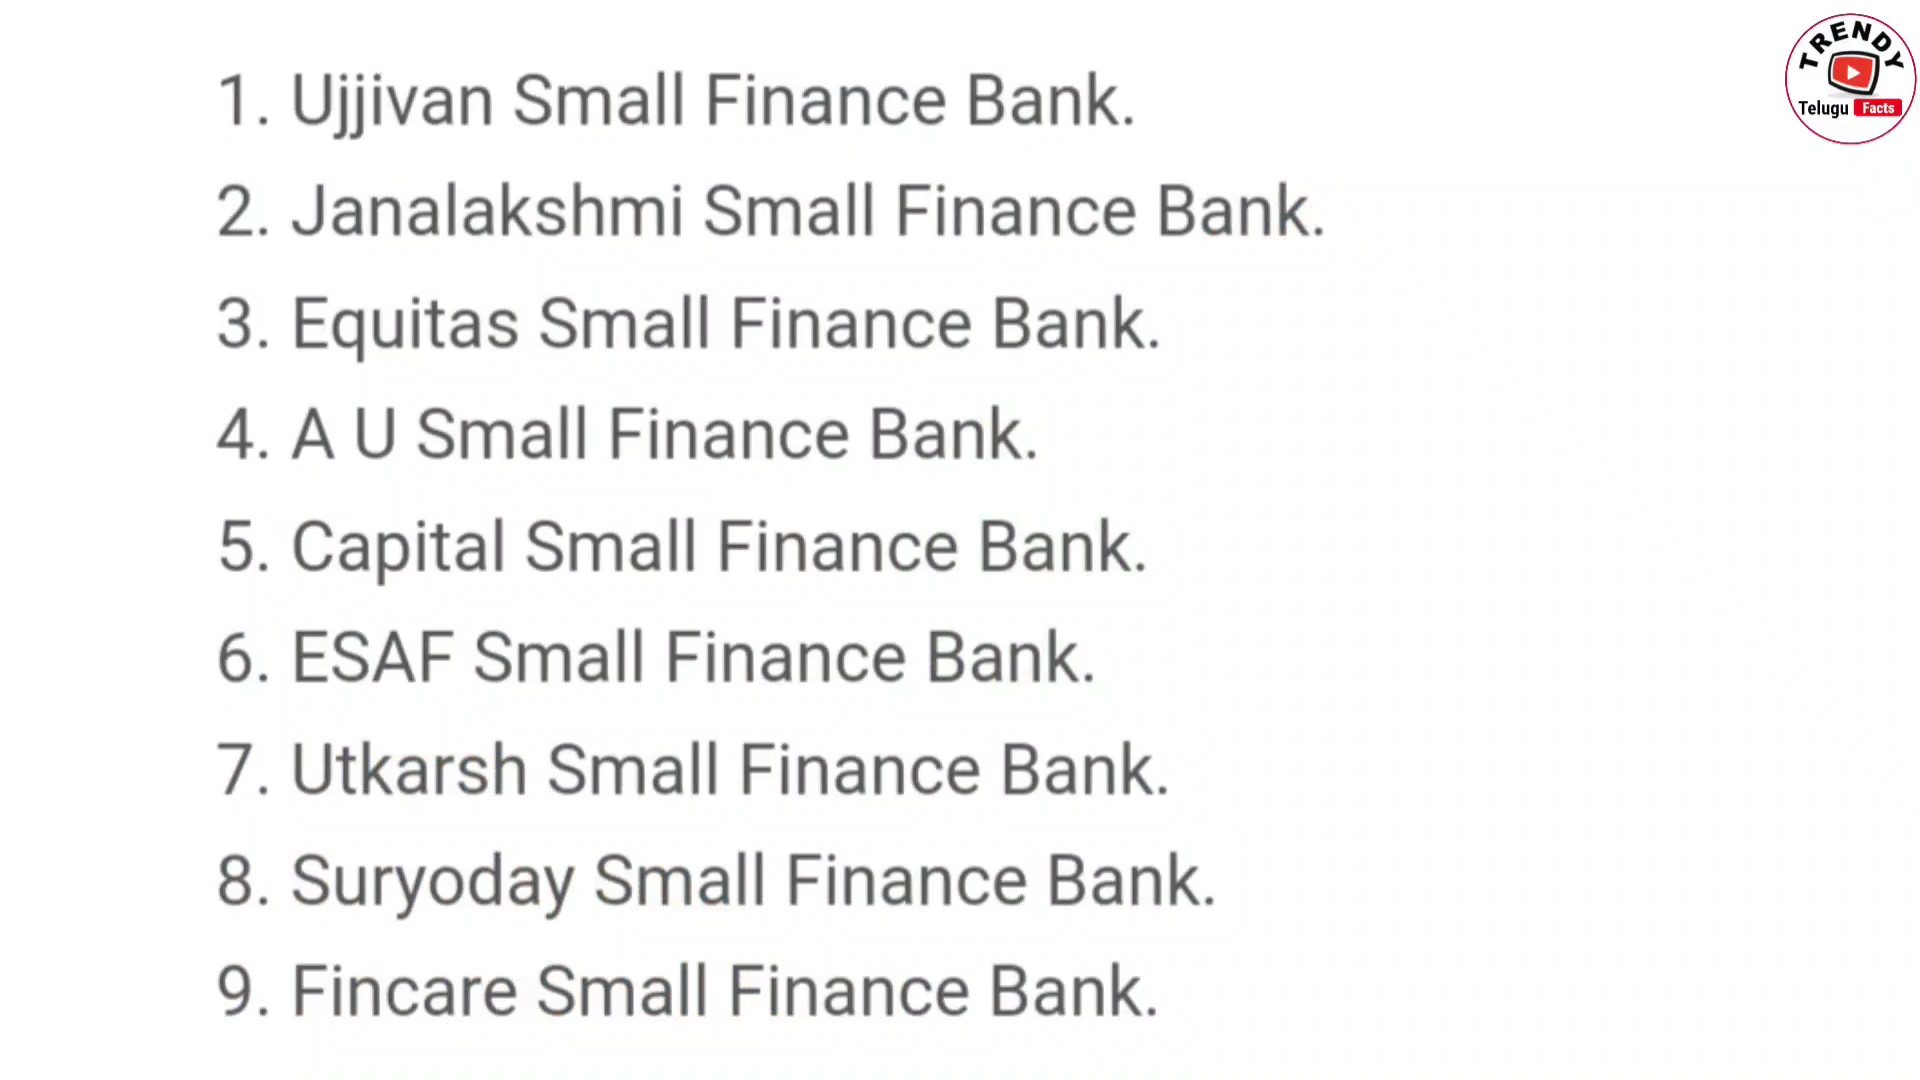 TRENDY
Telugu Facts
1. Ujjivan Small Finance Bank.
2. Janalakshmi Small Finance Bank.
3. Equitas Small Finance Bank.
4. A U Small Finance Bank.
5. Capital Small Finance Bank.
6. ESAF Small Finance Bank.
7. Utkarsh Small Finance Bank.
8. Suryoday Small Finance Bank.
9. Fincare Small Finance Bank.